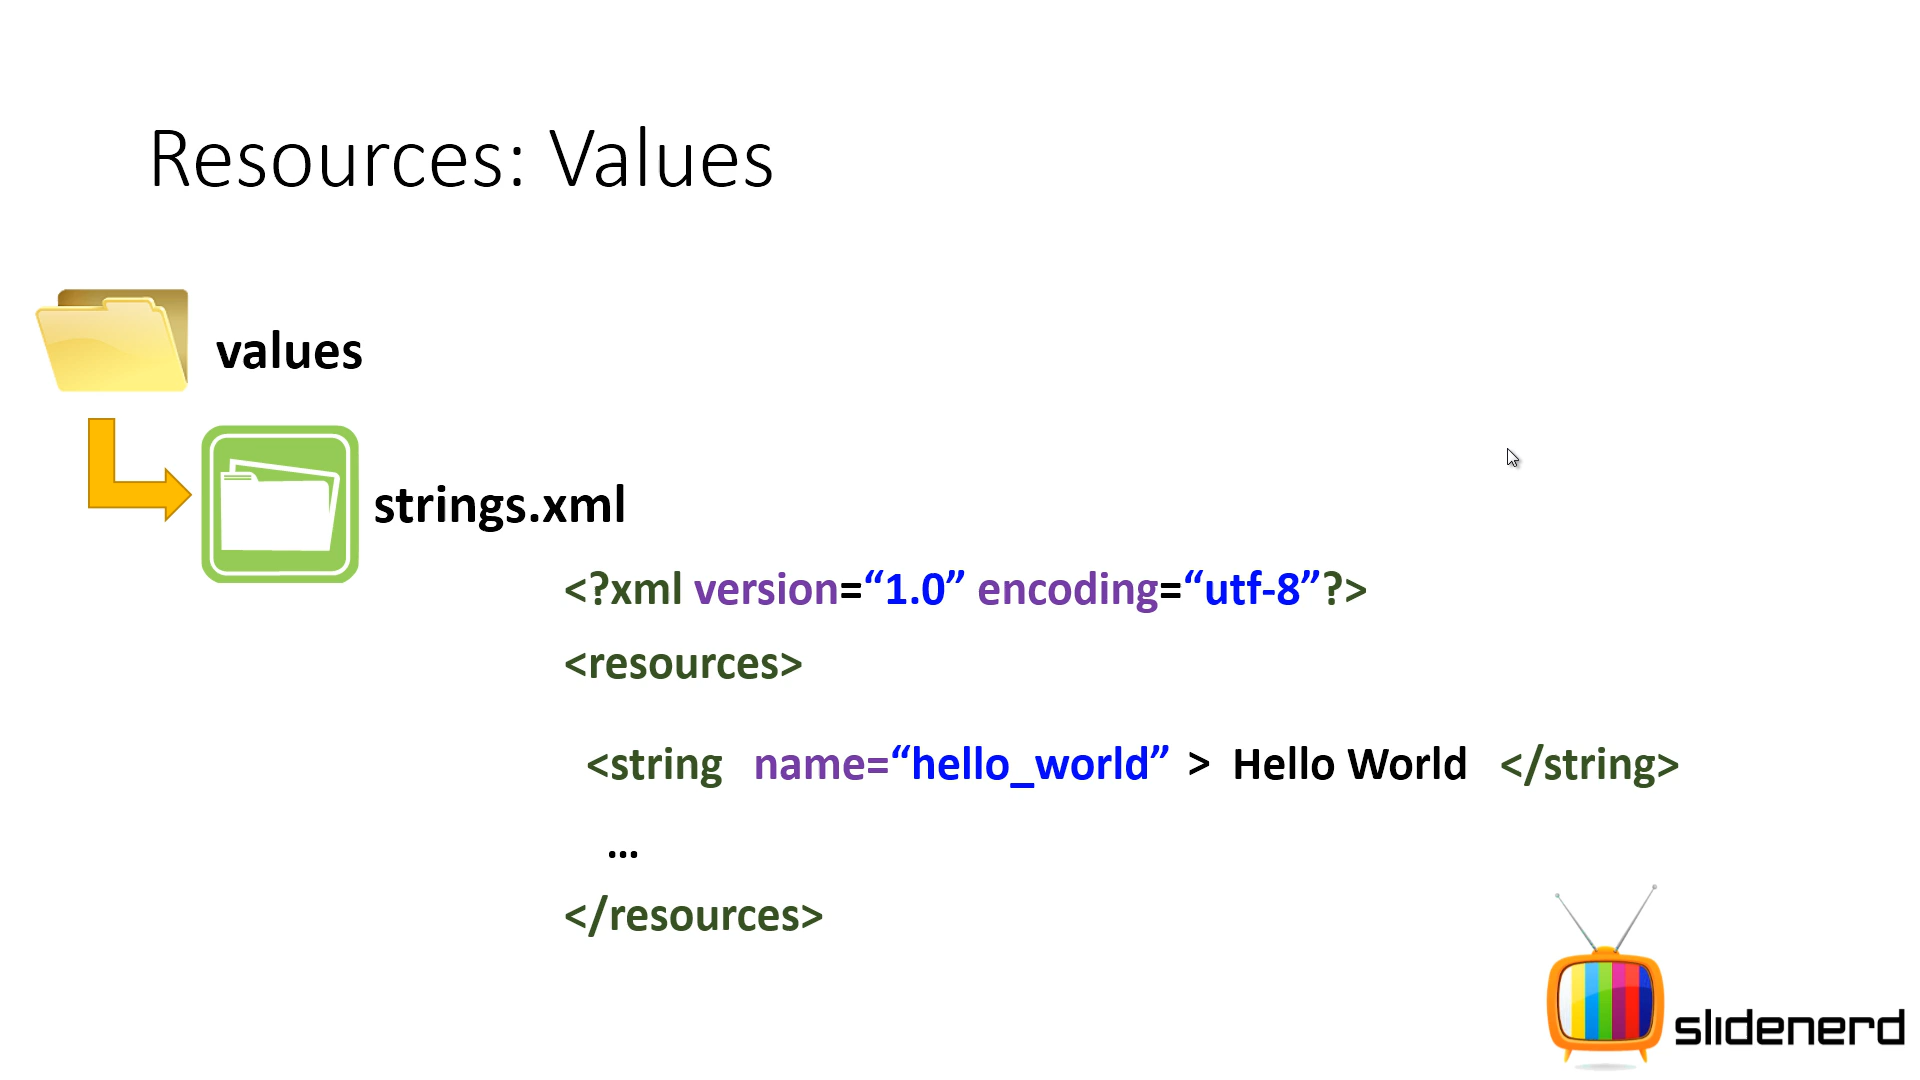 Resources: Values
values
strings.xml
<?xml version=“1.0” encoding=“utf-8”?>
<resources>
<string name=“hello_world” > Hello World </string>
...
</resources>
slidenerd